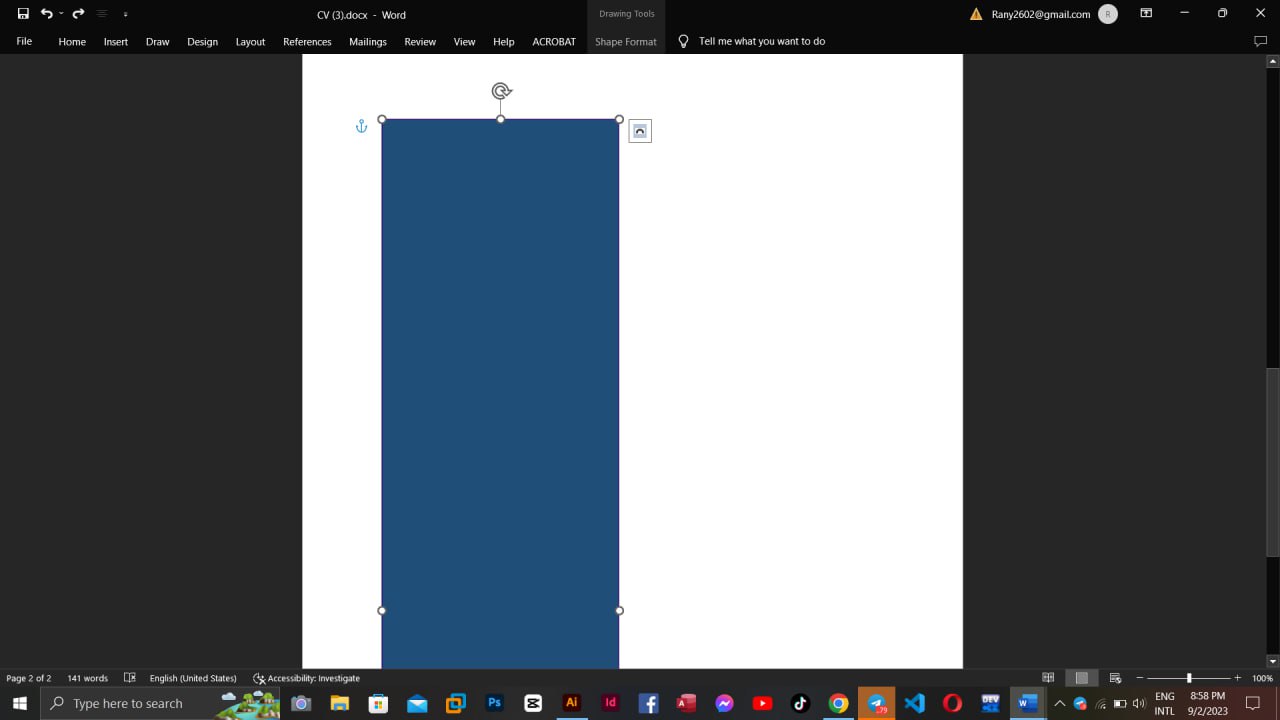 CV (3).docx - Word
Drawing Tools
Rany2602@gmail.com
R
File Home Insert Draw Design Layout References Mailings Review View Help ACROBAT Shape Format Tell me what you want to do
Page 2 of 2 141 words English (United States) Accessibility: Investigate 100%
Type here to search
Ps
Ai
Id
A
79
DEV
W
ENG
INTL
8:58 PM
9/2/2023